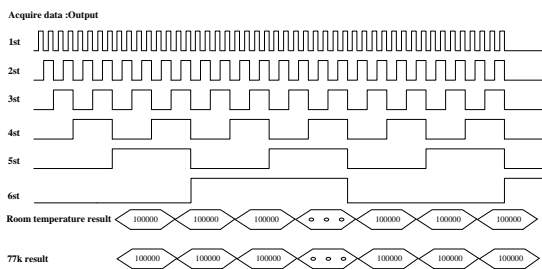 Acquire data :Output
1st
2st
3st
4st
5st
6st
Room temperature result 100000 100000 100000 100000 100000 100000
77k result 100000 100000 100000 100000 100000 100000